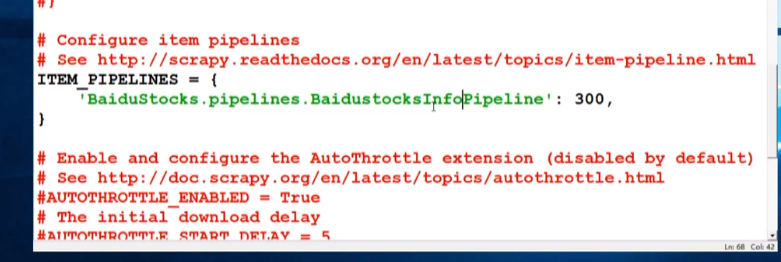 #}
# Configure item pipelines
# See http://scrapy.readthedocs.org/en/latest/topics/item-pipeline.html
ITEM_PIPELINES = {
    'BaiduStocks.pipelines.BaidustocksInfoPipeline': 300,
}
# Enable and configure the AutoThrottle extension (disabled by default)
# See http://doc.scrapy.org/en/latest/topics/autothrottle.html
#AUTOTHROTTLE_ENABLED = True
# The initial download delay
#AUTOTHROTTLE_START_DELAY = 5
Ln: 68 Col: 42